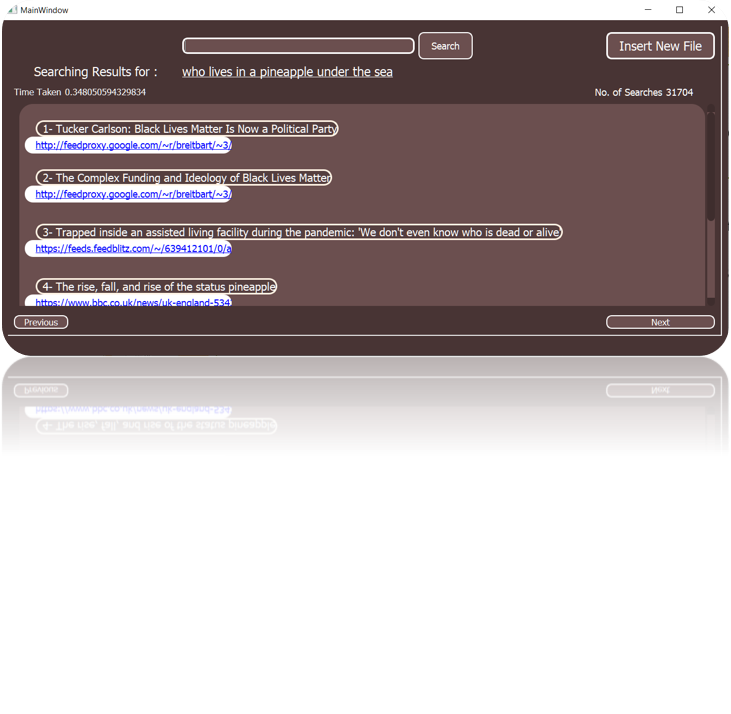 MainWindow
Search
Insert New File
Searching Results for : who lives in a pineapple under the sea
Time Taken 0.348050594329834
No. of Searches 31704
1- Tucker Carlson: Black Lives Matter Is Now a Political Party
http://feedproxy.google.com/~r/breitbart/~3/
2- The Complex Funding and Ideology of Black Lives Matter
http://feedproxy.google.com/~r/breitbart/~3/
3- Trapped inside an assisted living facility during the pandemic: 'We don't even know who is dead or alive
https://feeds.feedblitz.com/~/639412101/0/a
4- The rise, fall, and rise of the status pineapple
https://www.bbc.co.uk/news/uk-england-534
Previous
Next